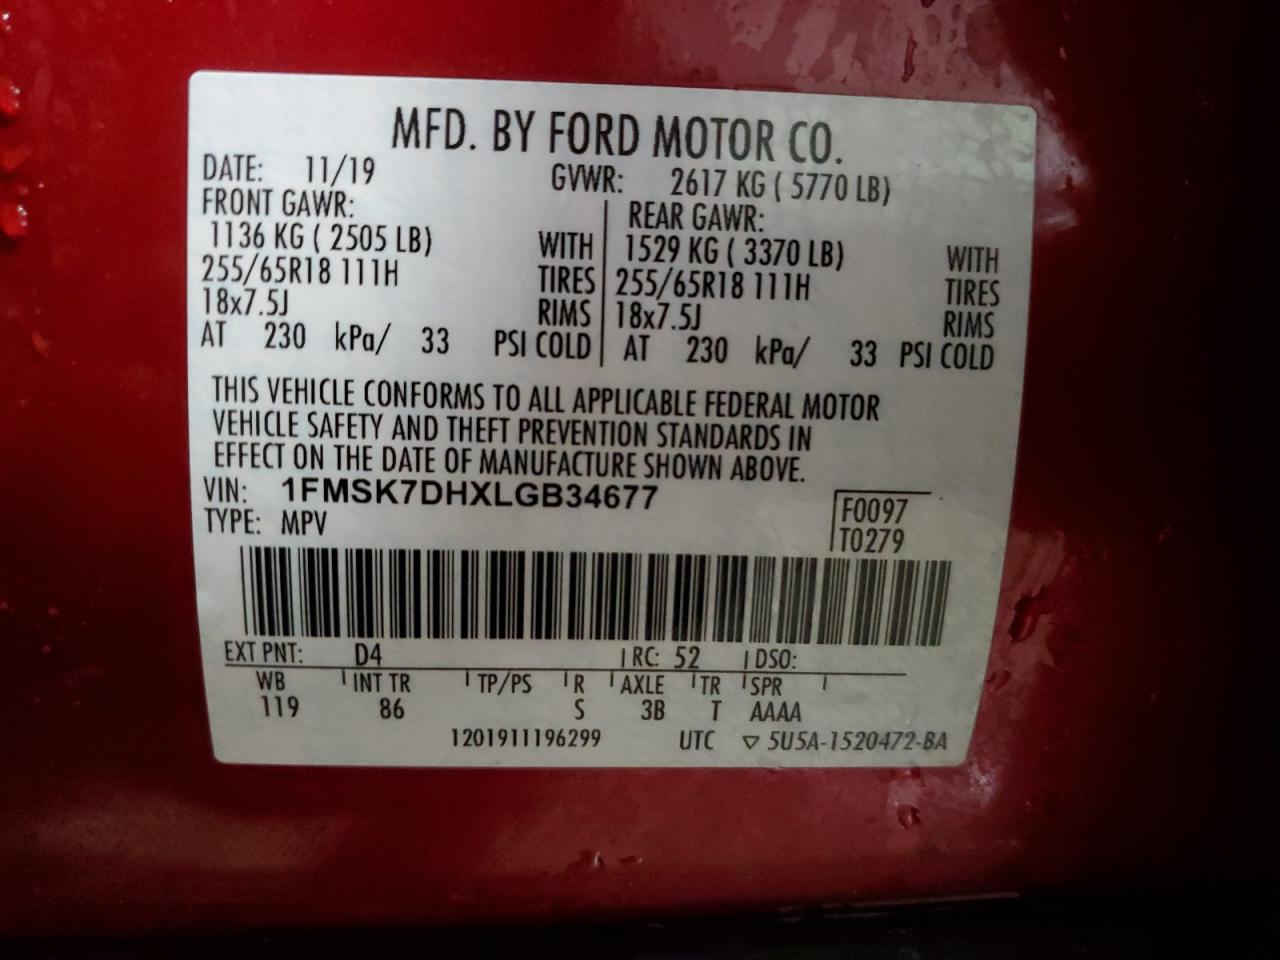 MFD. BY FORD MOTOR CO.
DATE: 11/19 GVWR: 2617 KG ( 5770 LB)
FRONT GAWR: REAR GAWR:
1136 KG ( 2505 LB) WITH 1529 KG ( 3370 LB) WITH
255/65R18 111H TIRES 255/65R18 111H TIRES
18x7.5J RIMS 18x7.5J RIMS
AT 230 kPa/ 33 PSI COLD AT 230 kPa/ 33 PSI COLD
THIS VEHICLE CONFORMS TO ALL APPLICABLE FEDERAL MOTOR
VEHICLE SAFETY AND THEFT PREVENTION STANDARDS IN
EFFECT ON THE DATE OF MANUFACTURE SHOWN ABOVE.
VIN: 1FMSK7DHXLGB34677 F0097
TYPE: MPV T0279
EXT PNT: D4 RC: 52 DSO:
WB INT TR TP/PS R AXLE TR SPR
119 86 S 3B T AAAA
1201911196299 UTC ▽ 5U5A-1520472-BA